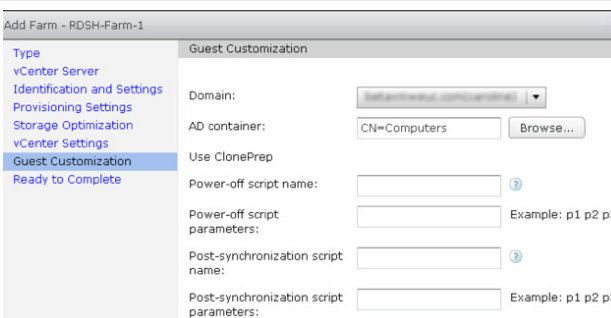 Add Farm - RDSH-Farm-1
Type
vCenter Server
Identification and Settings
Provisioning Settings
Storage Optimization
vCenter Settings
Guest Customization
Ready to Complete
Guest Customization
Domain:
AD container:
CN=Computers
Browse...
Use ClonePrep
Power-off script name:
?
Power-off script
parameters:
Example: p1 p2 p
Post-synchronization script
name:
?
Post-synchronization script
parameters:
Example: p1 p2 p